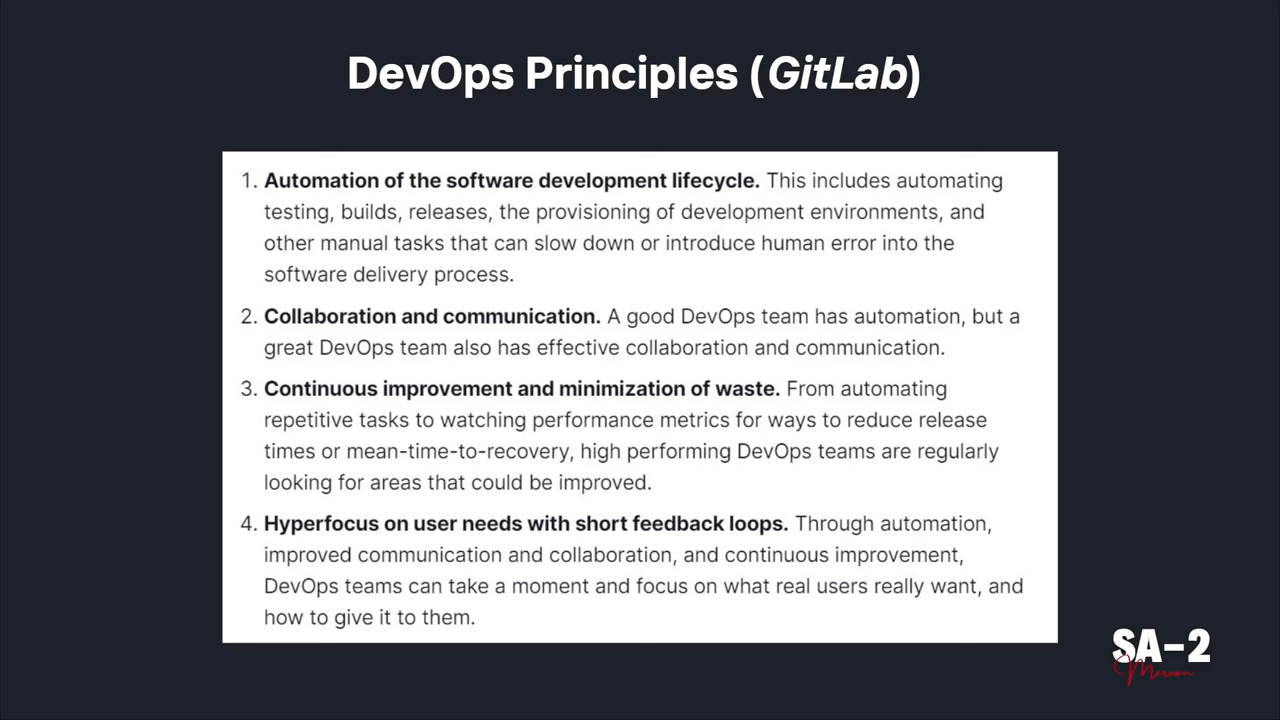 DevOps Principles (GitLab)
1. Automation of the software development lifecycle. This includes automating
testing, builds, releases, the provisioning of development environments, and
other manual tasks that can slow down or introduce human error into the
software delivery process.
2. Collaboration and communication. A good DevOps team has automation, but a
great DevOps team also has effective collaboration and communication.
3. Continuous improvement and minimization of waste. From automating
repetitive tasks to watching performance metrics for ways to reduce release
times or mean-time-to-recovery, high performing DevOps teams are regularly
looking for areas that could be improved.
4. Hyperfocus on user needs with short feedback loops. Through automation,
improved communication and collaboration, and continuous improvement,
DevOps teams can take a moment and focus on what real users really want, and
how to give it to them.
SA-2